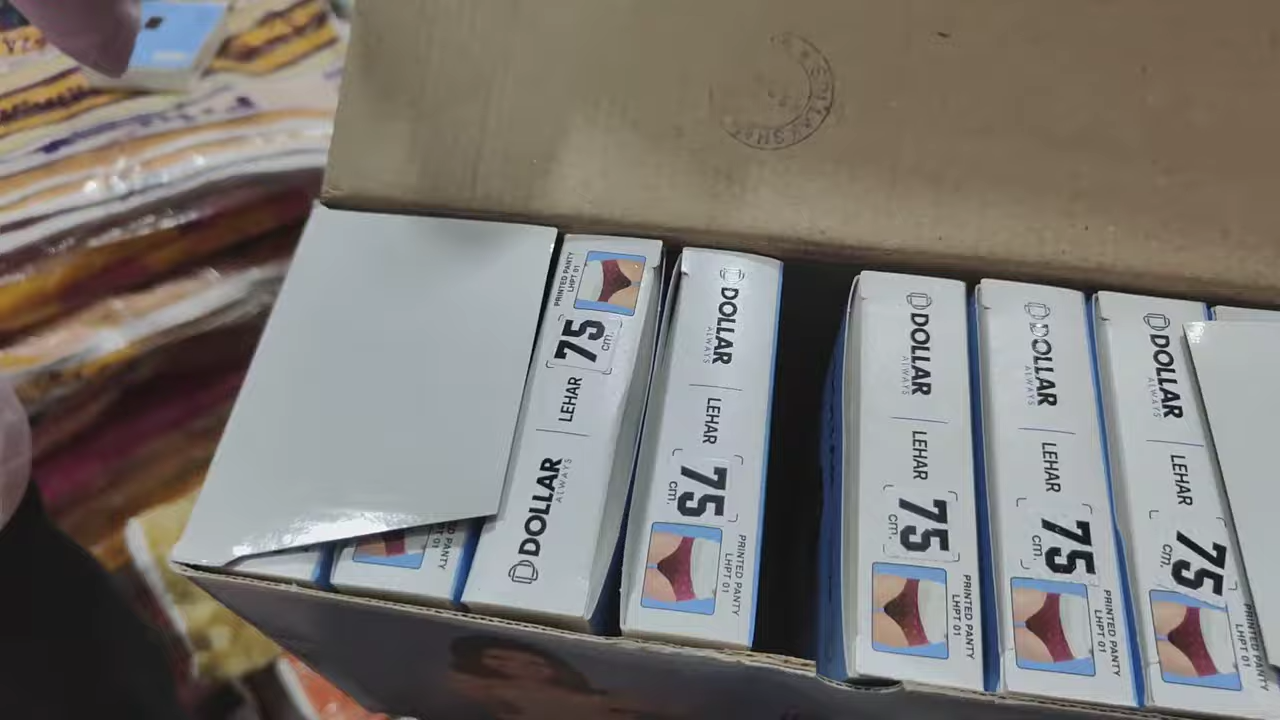 PRINTED PANTY
LHPT 01
75
cm.
LEHAR
DOLLAR
ALWAYS
DOLLAR
ALWAYS
LEHAR
75
cm.
PRINTED PANTY
LHPT 01
DOLLAR
ALWAYS
LEHAR
75
cm.
PRINTED PANTY
LHPT 01
DOLLAR
ALWAYS
LEHAR
75
cm.
PRINTED PANTY
LHPT 01
DOLLAR
ALWAYS
LEHAR
75
cm.
PRINTED PANTY
LHPT 01